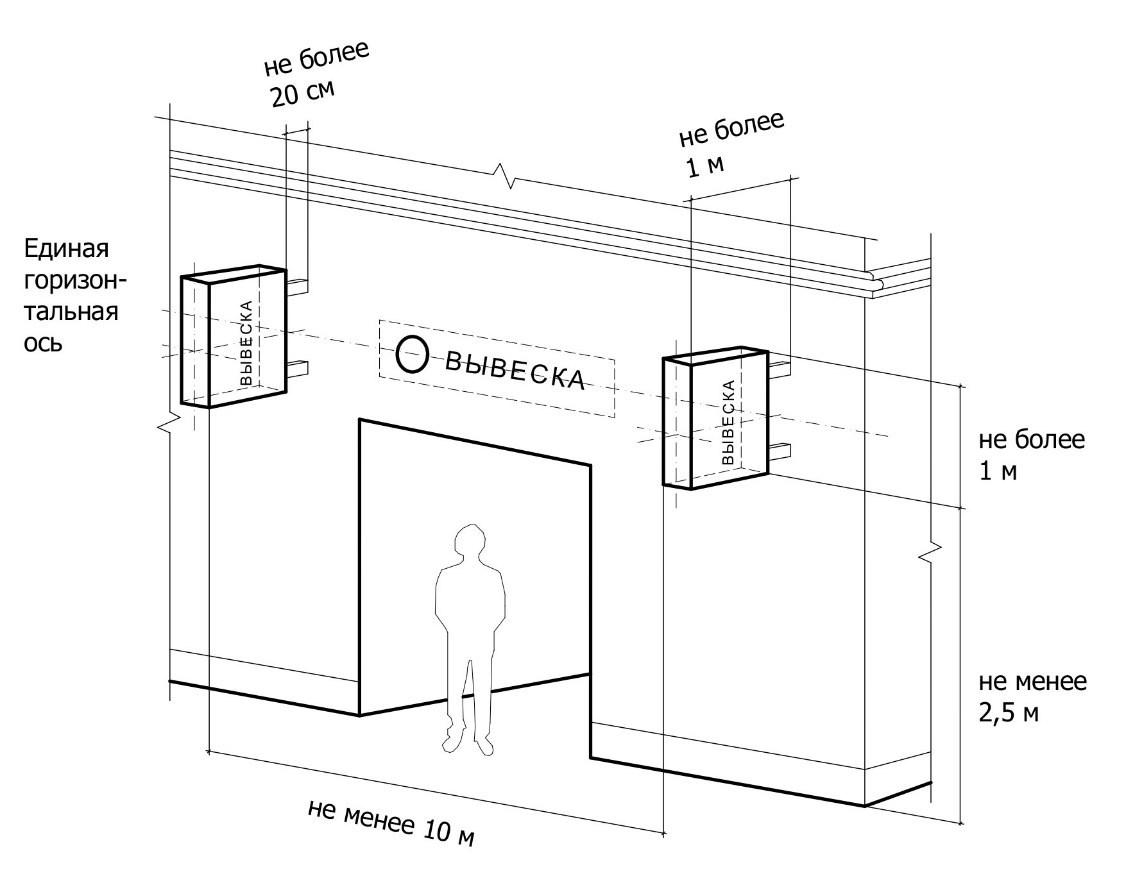 не более
20 см
не более
1 м
Единая
горизон-
тальная
ось
ВЫВЕСКА
ВЫВЕСКА
ВЫВЕСКА
не более
1 м
не менее
2,5 м
не менее 10 м